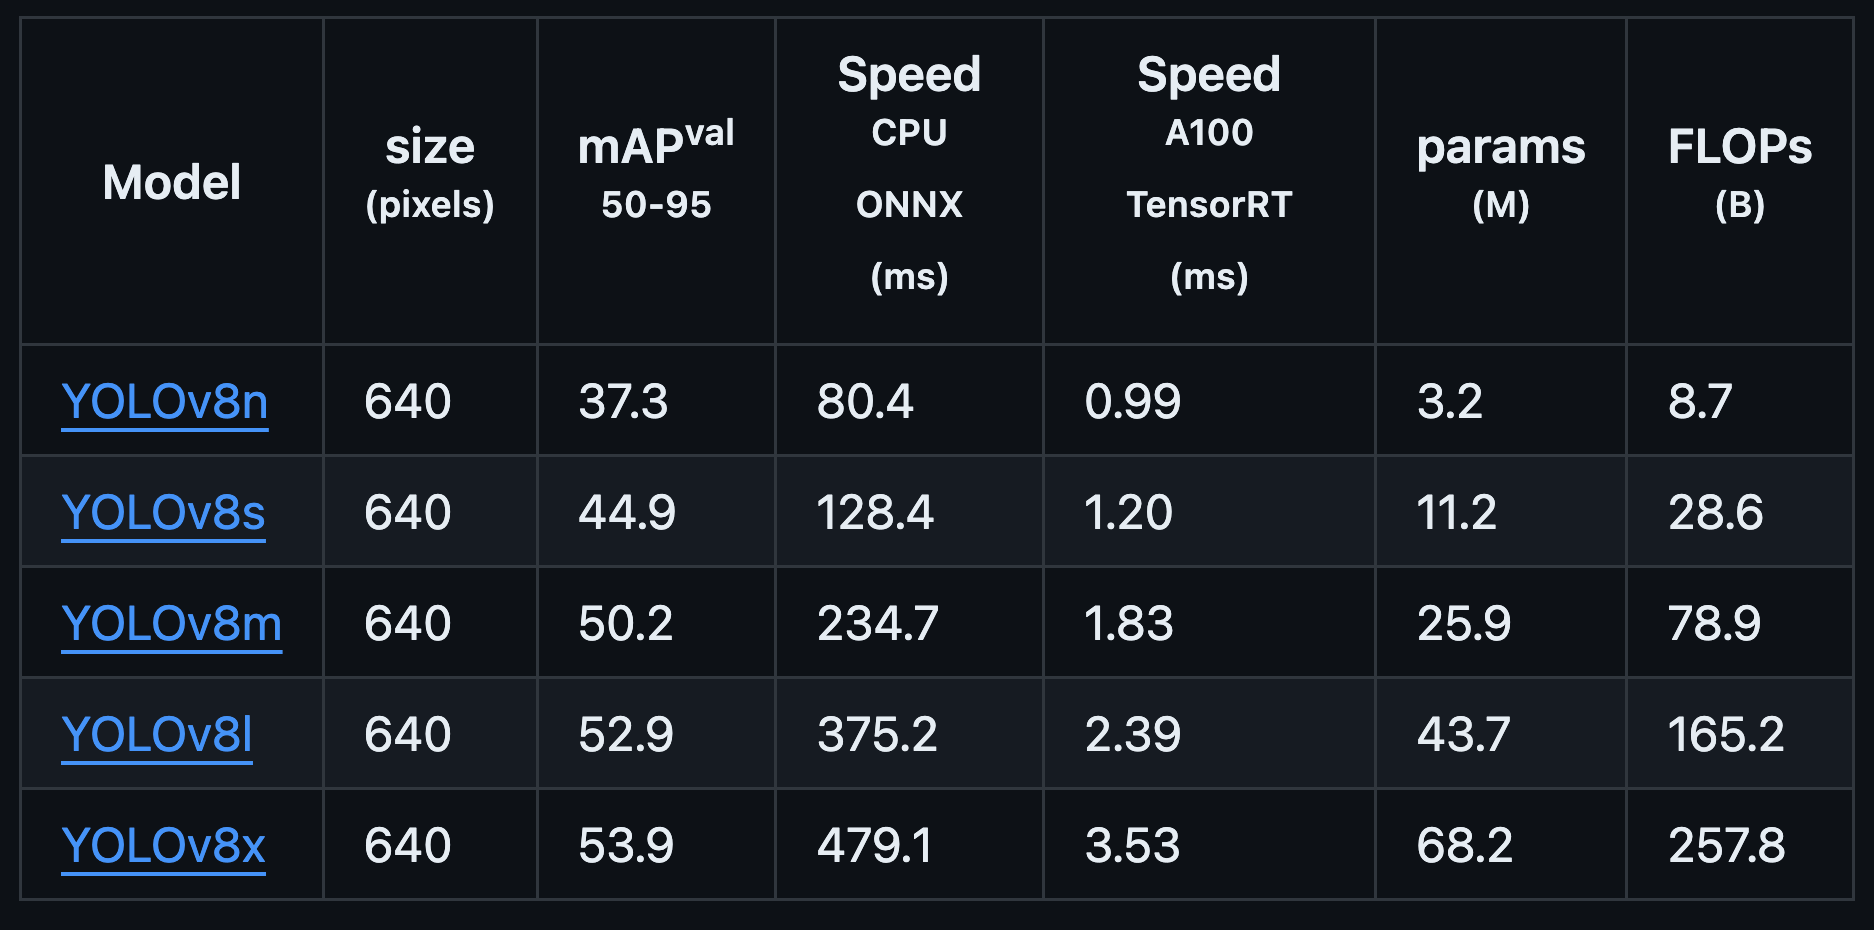 Model size (pixels) mAPval 50-95 Speed CPU ONNX (ms) Speed A100 TensorRT (ms) params (M) FLOPs (B)
YOLOv8n 640 37.3 80.4 0.99 3.2 8.7
YOLOv8s 640 44.9 128.4 1.20 11.2 28.6
YOLOv8m 640 50.2 234.7 1.83 25.9 78.9
YOLOv8l 640 52.9 375.2 2.39 43.7 165.2
YOLOv8x 640 53.9 479.1 3.53 68.2 257.8